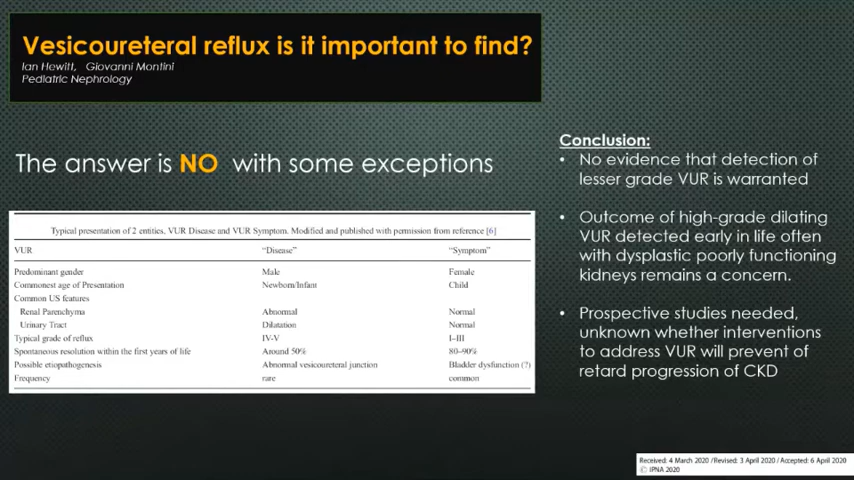 Vesicoureteral reflux is it important to find?
Ian Hewitt, Giovanni Montini
Pediatric Nephrology
The answer is NO with some exceptions
Typical presentation of 2 entities, VUR Disease and VUR Symptom. Modified and published with permission from reference [6]
VUR "Disease" "Symptom"
Predominant gender Male Female
Commonest age of Presentation Newborn/Infant Child
Common US features
Renal Parenchyma Abnormal Normal
Urinary Tract Dilatation Normal
Typical grade of reflux IV-V I–III
Spontaneous resolution within the first years of life Around 50% 80–90%
Possible etiopathogenesis Abnormal vesicoureteral junction Bladder dysfunction (?)
Frequency rare common
Conclusion:
• No evidence that detection of
lesser grade VUR is warranted
• Outcome of high-grade dilating
VUR detected early in life often
with dysplastic poorly functioning
kidneys remains a concern.
• Prospective studies needed,
unknown whether interventions
to address VUR will prevent of
retard progression of CKD
Received: 4 March 2020 / Revised: 3 April 2020 / Accepted: 6 April 2020
© IPNA 2020